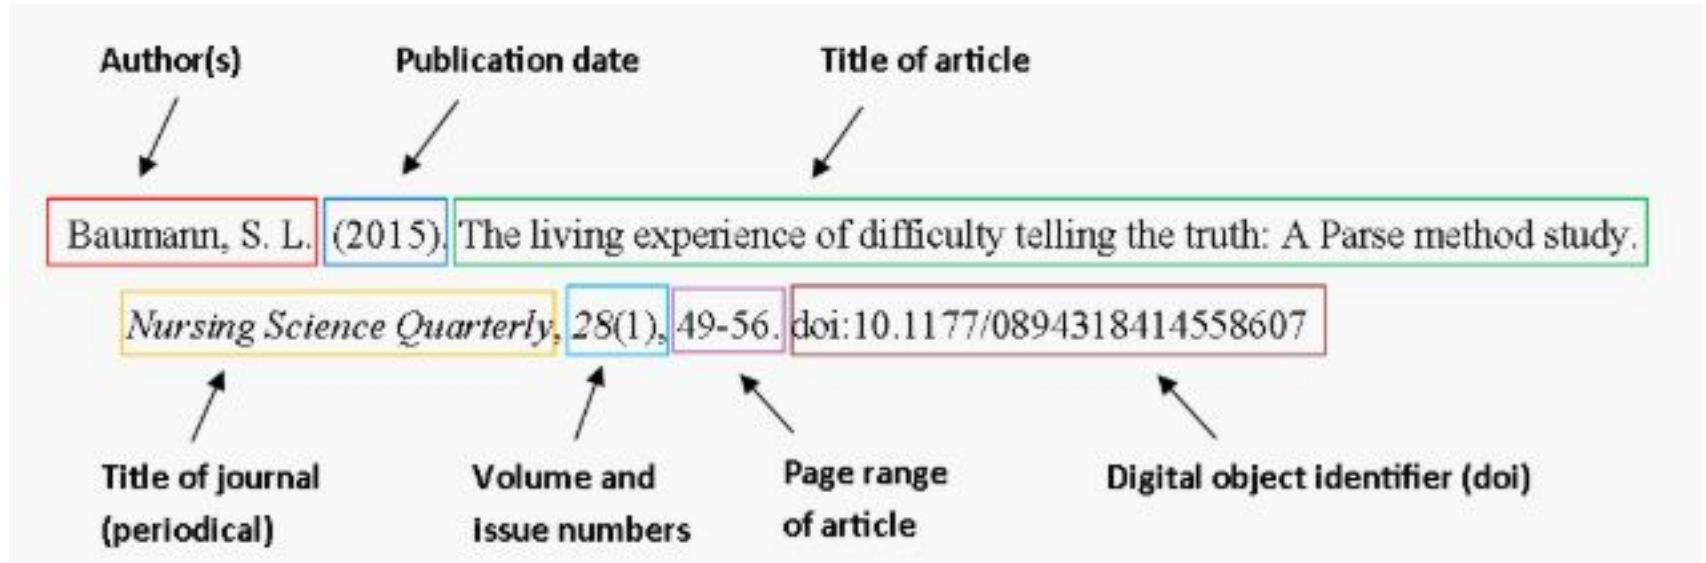 Author(s) Publication date Title of article
Baumann, S. L. (2015). The living experience of difficulty telling the truth: A Parse method study.
Nursing Science Quarterly, 28(1), 49-56. doi:10.1177/0894318414558607
Title of journal Volume and Page range Digital object identifier (doi)
(periodical) issue numbers of article